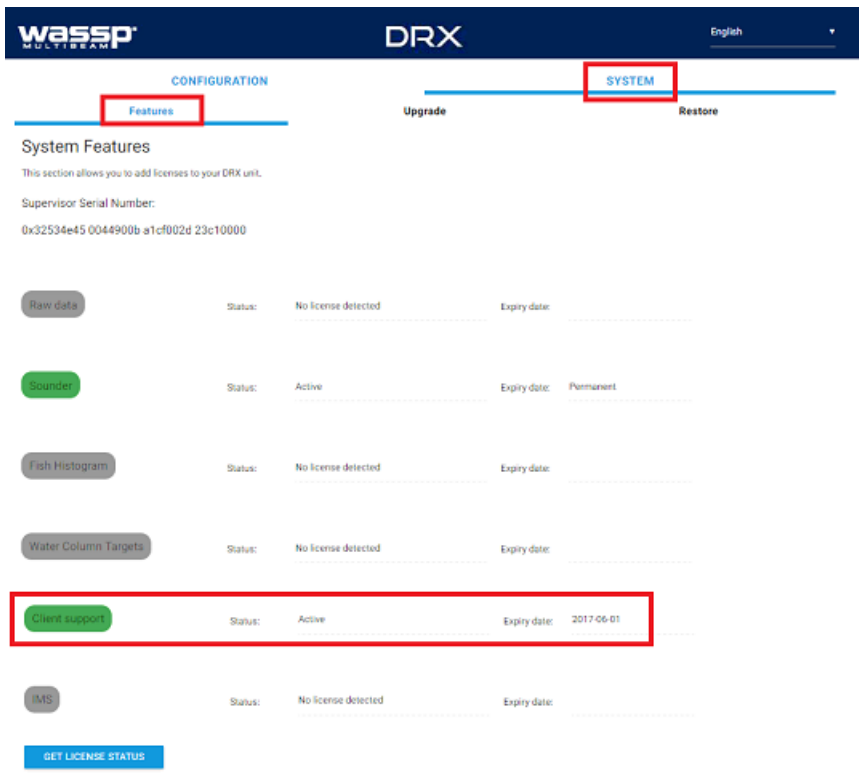 wassp
MULTIBEAM
DRX
English
CONFIGURATION
SYSTEM
Features
Upgrade
Restore
System Features
This section allows you to add licenses to your DRX unit.
Supervisor Serial Number:
0x32534e45 0044900b a1cf002d 23c10000
Raw data Status: No license detected Expiry date:
Sounder Status: Active Expiry date: Permanent
Fish Histogram Status: No license detected Expiry date:
Water Column Targets Status: No license detected Expiry date:
Client support Status: Active Expiry date: 2017-06-01
IMS Status: No license detected Expiry date:
GET LICENSE STATUS